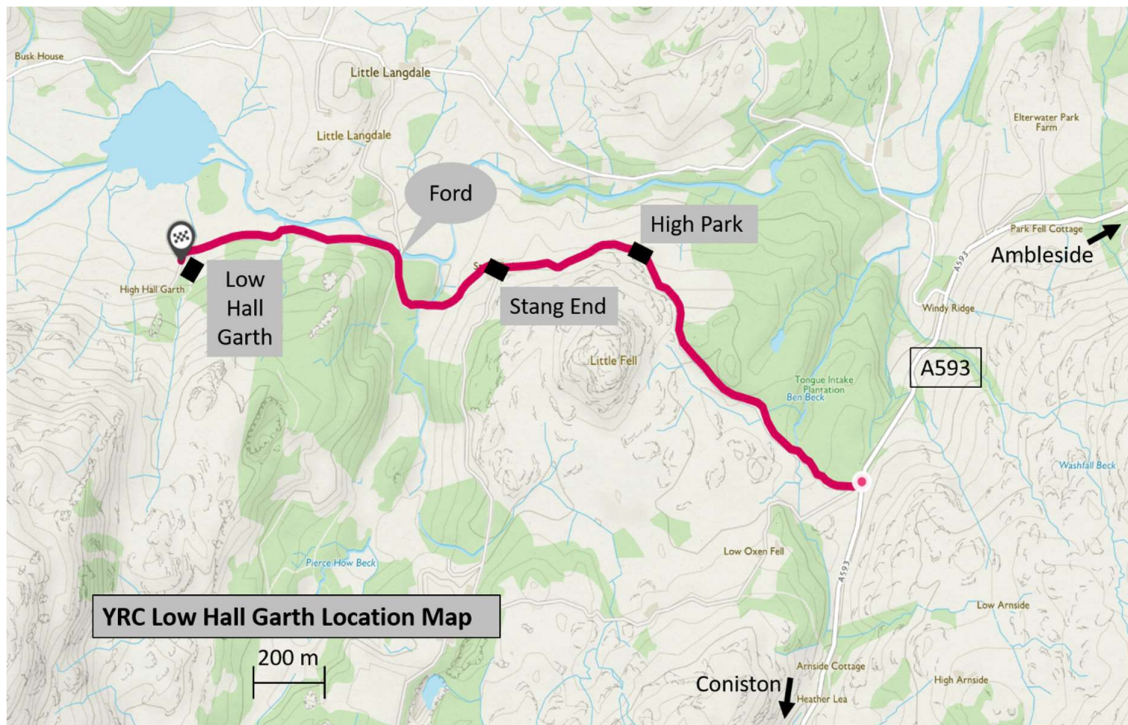 Busk House
Little Langdale
Little Langdale
Elterwater Park
Farm
Ford
High Park
Park Fell Cottage
Ambleside
A593
High Hall Garth
Low
Hall
Garth
Stang End
Windy Ridge
Little Fell
A593
Tongue Intake
Plantation
Ben Beck
Washfall Beck
Pierce How Beck
Low Oxen Fell
A593
YRC Low Hall Garth Location Map
Low Arnside
200 m
Coniston
Arnside Cottage
High Arnside
Heather Lea